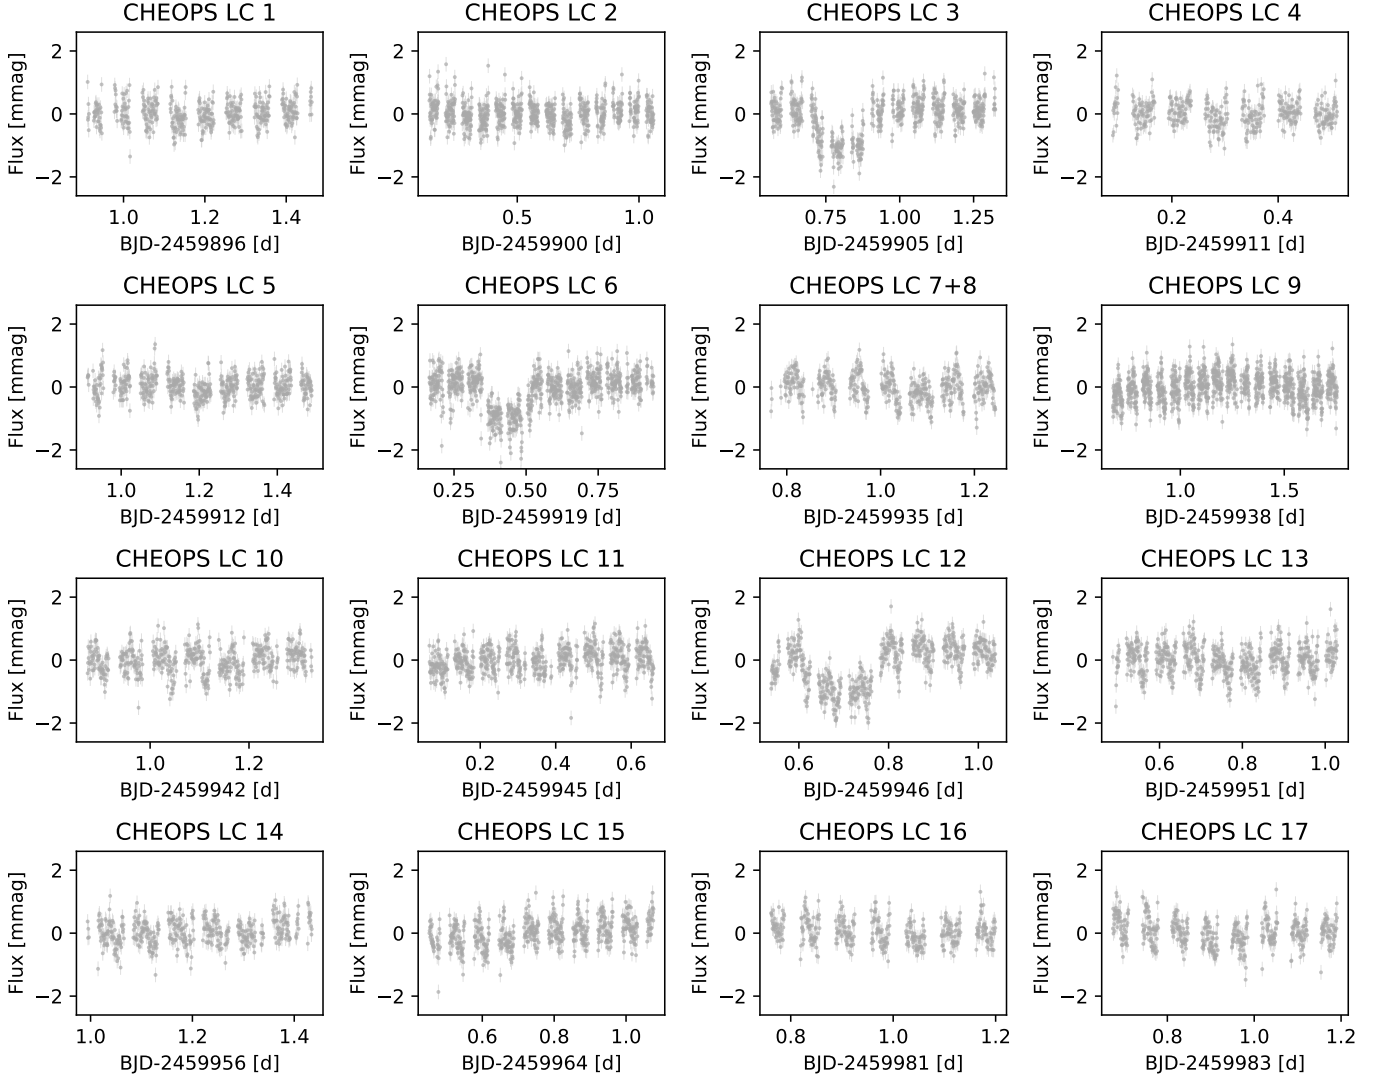 CHEOPS LC 1 CHEOPS LC 2 CHEOPS LC 3 CHEOPS LC 4
Flux [mmag] 2 0 −2 Flux [mmag] 2 0 −2 Flux [mmag] 2 0 −2 Flux [mmag] 2 0 −2
1.0 1.2 1.4 0.5 1.0 0.75 1.00 1.25 0.2 0.4
BJD-2459896 [d] BJD-2459900 [d] BJD-2459905 [d] BJD-2459911 [d]
CHEOPS LC 5 CHEOPS LC 6 CHEOPS LC 7+8 CHEOPS LC 9
Flux [mmag] 2 0 −2 Flux [mmag] 2 0 −2 Flux [mmag] 2 0 −2 Flux [mmag] 2 0 −2
1.0 1.2 1.4 0.25 0.50 0.75 0.8 1.0 1.2 1.0 1.5
BJD-2459912 [d] BJD-2459919 [d] BJD-2459935 [d] BJD-2459938 [d]
CHEOPS LC 10 CHEOPS LC 11 CHEOPS LC 12 CHEOPS LC 13
Flux [mmag] 2 0 −2 Flux [mmag] 2 0 −2 Flux [mmag] 2 0 −2 Flux [mmag] 2 0 −2
1.0 1.2 0.2 0.4 0.6 0.6 0.8 1.0 0.6 0.8 1.0
BJD-2459942 [d] BJD-2459945 [d] BJD-2459946 [d] BJD-2459951 [d]
CHEOPS LC 14 CHEOPS LC 15 CHEOPS LC 16 CHEOPS LC 17
Flux [mmag] 2 0 −2 Flux [mmag] 2 0 −2 Flux [mmag] 2 0 −2 Flux [mmag] 2 0 −2
1.0 1.2 1.4 0.6 0.8 1.0 0.8 1.0 1.2 0.8 1.0 1.2
BJD-2459956 [d] BJD-2459964 [d] BJD-2459981 [d] BJD-2459983 [d]